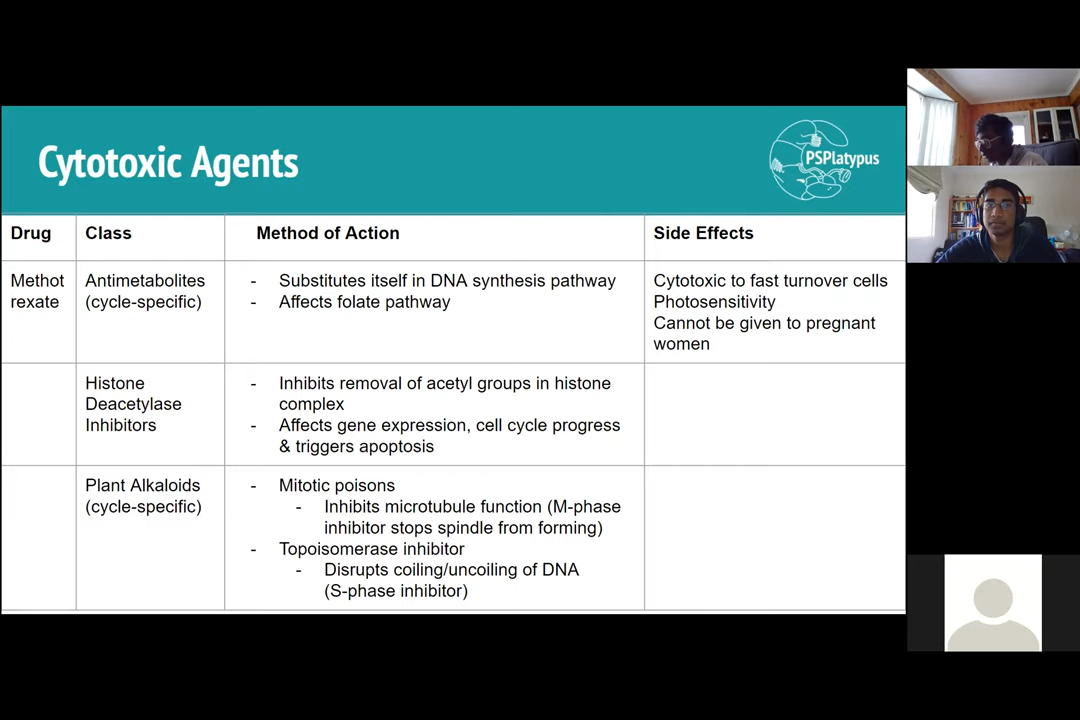 Cytotoxic Agents
PSPlatypus
Drug Class Method of Action Side Effects
Methot
rexate
Antimetabolites
(cycle-specific)
- Substitutes itself in DNA synthesis pathway
- Affects folate pathway
Cytotoxic to fast turnover cells
Photosensitivity
Cannot be given to pregnant
women
Histone
Deacetylase
Inhibitors
- Inhibits removal of acetyl groups in histone
complex
- Affects gene expression, cell cycle progress
& triggers apoptosis
Plant Alkaloids
(cycle-specific)
- Mitotic poisons
- Inhibits microtubule function (M-phase
inhibitor stops spindle from forming)
- Topoisomerase inhibitor
- Disrupts coiling/uncoiling of DNA
(S-phase inhibitor)